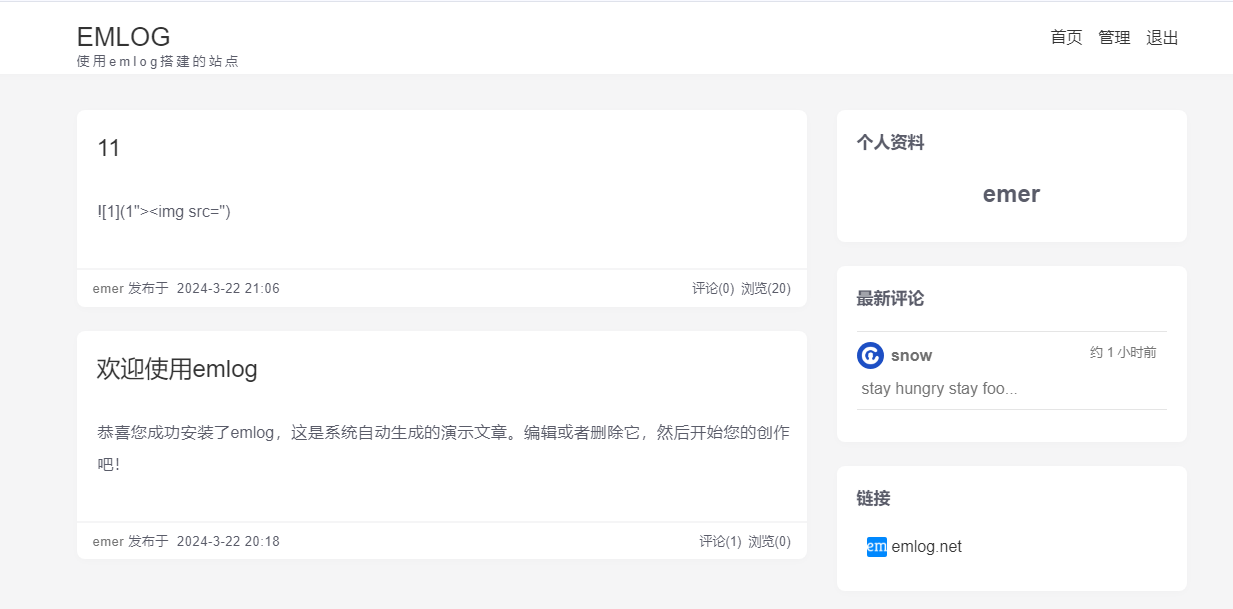 EMLOG
使用emlog搭建的站点
首页 管理 退出
11
![1](1"><img src=")
emer 发布于 2024-3-22 21:06
评论(0) 浏览(20)
欢迎使用emlog
恭喜您成功安装了emlog，这是系统自动生成的演示文章。编辑或者删除它，然后开始您的创作
吧！
emer 发布于 2024-3-22 20:18
评论(1) 浏览(0)
个人资料
emer
最新评论
snow 约 1 小时前
stay hungry stay foo...
链接
em emlog.net